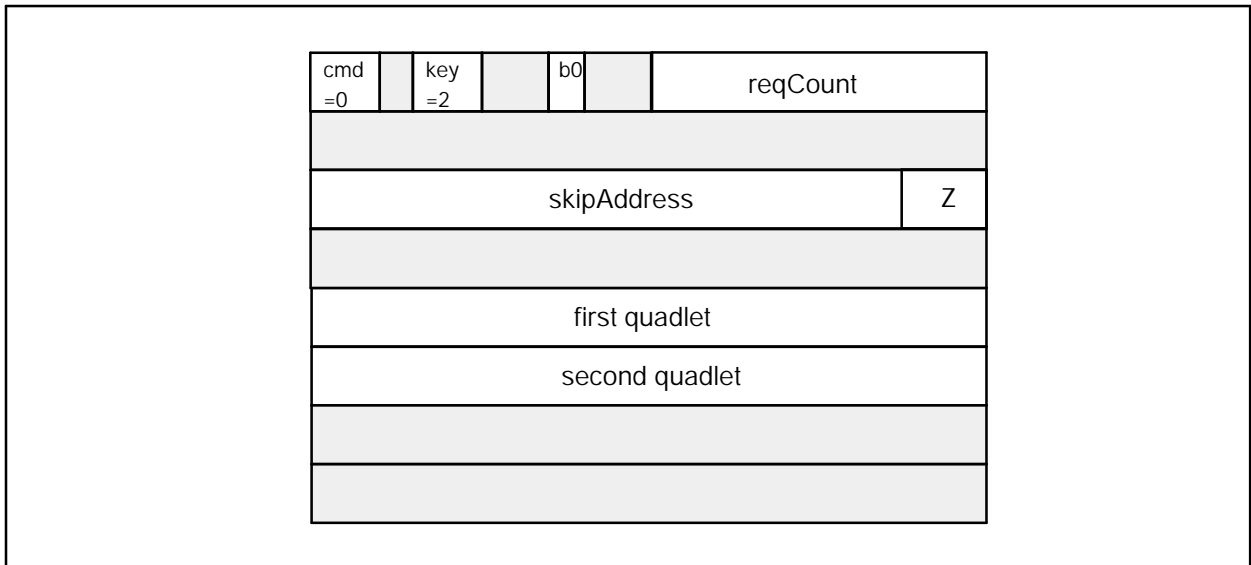 cmd key b0 reqCount
=0 =2
skipAddress Z
first quadlet
second quadlet